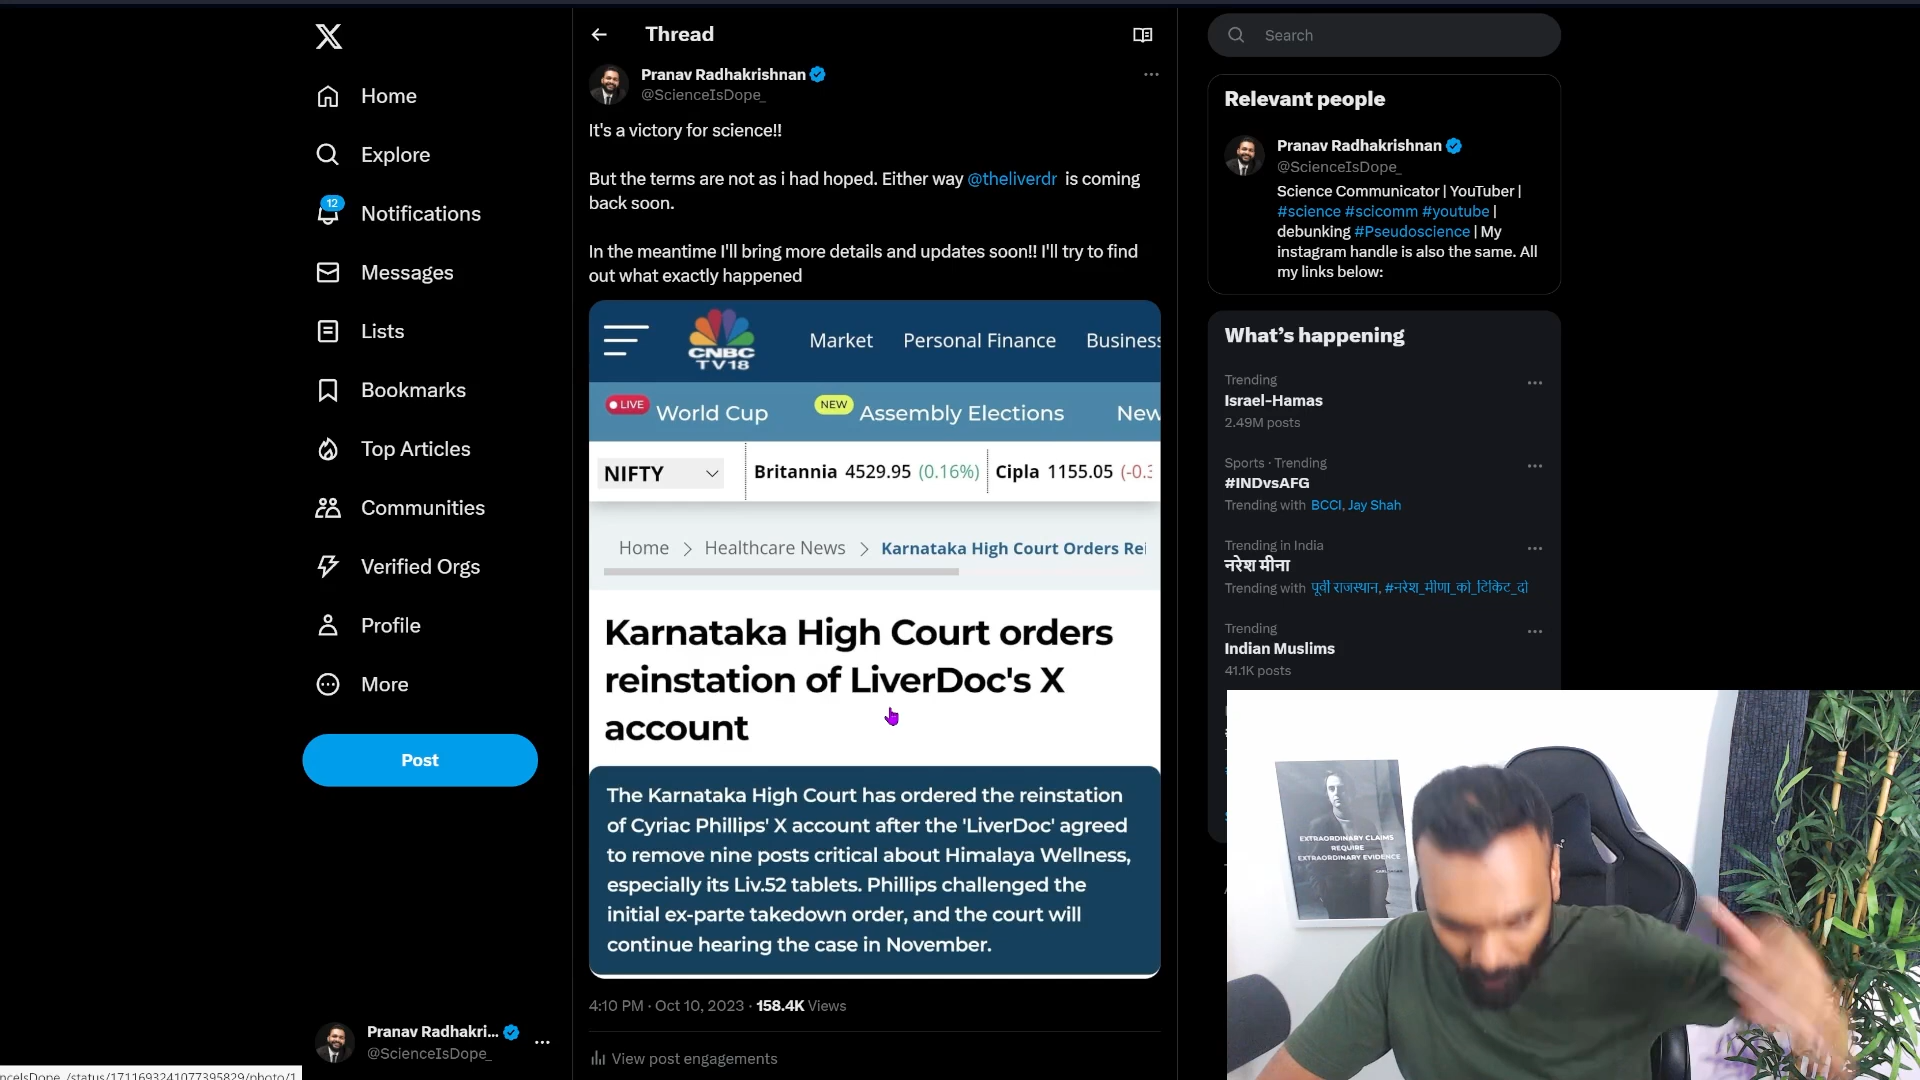 Home
Explore
12
Notifications
Messages
Lists
Bookmarks
Top Articles
Communities
Verified Orgs
Profile
More
Post
Pranav Radhakri...
@ScienceIsDope_
Thread
Pranav Radhakrishnan
@ScienceIsDope_
It's a victory for science!!
But the terms are not as i had hoped. Either way @theliverdr is coming
back soon.
In the meantime I'll bring more details and updates soon!! I'll try to find
out what exactly happened
CNBC
TV18
Market Personal Finance Business
LIVE World Cup NEW Assembly Elections New
NIFTY Britannia 4529.95 (0.16%) Cipla 1155.05 (-0.3
Home > Healthcare News > Karnataka High Court Orders Rei
Karnataka High Court orders
reinstation of LiverDoc's X
account
The Karnataka High Court has ordered the reinstation
of Cyriac Phillips' X account after the 'LiverDoc' agreed
to remove nine posts critical about Himalaya Wellness,
especially its Liv.52 tablets. Phillips challenged the
initial ex-parte takedown order, and the court will
continue hearing the case in November.
4:10 PM · Oct 10, 2023 · 158.4K Views
View post engagements
Search
Relevant people
Pranav Radhakrishnan
@ScienceIsDope_
Science Communicator | YouTuber |
#science #scicomm #youtube |
debunking #Pseudoscience | My
instagram handle is also the same. All
my links below:
What's happening
Trending
Israel-Hamas
2.49M posts
Sports · Trending
#INDvsAFG
Trending with BCCI, Jay Shah
Trending in India
नरेश मीना
Trending with पूर्वी राजस्थान, #नरेश_मीणा_को_टिकिट_दो
Trending
Indian Muslims
41.1K posts
EXTRAORDINARY CLAIMS
REQUIRE
EXTRAORDINARY EVIDENCE